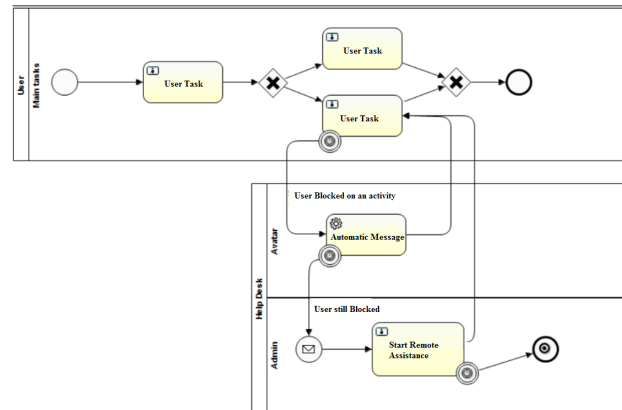 User
Main tasks
User Task
User Task
User Task
User Blocked on an activity
Help Desk
Avatar
Automatic Message
User still Blocked
Admin
Start Remote
Assistance